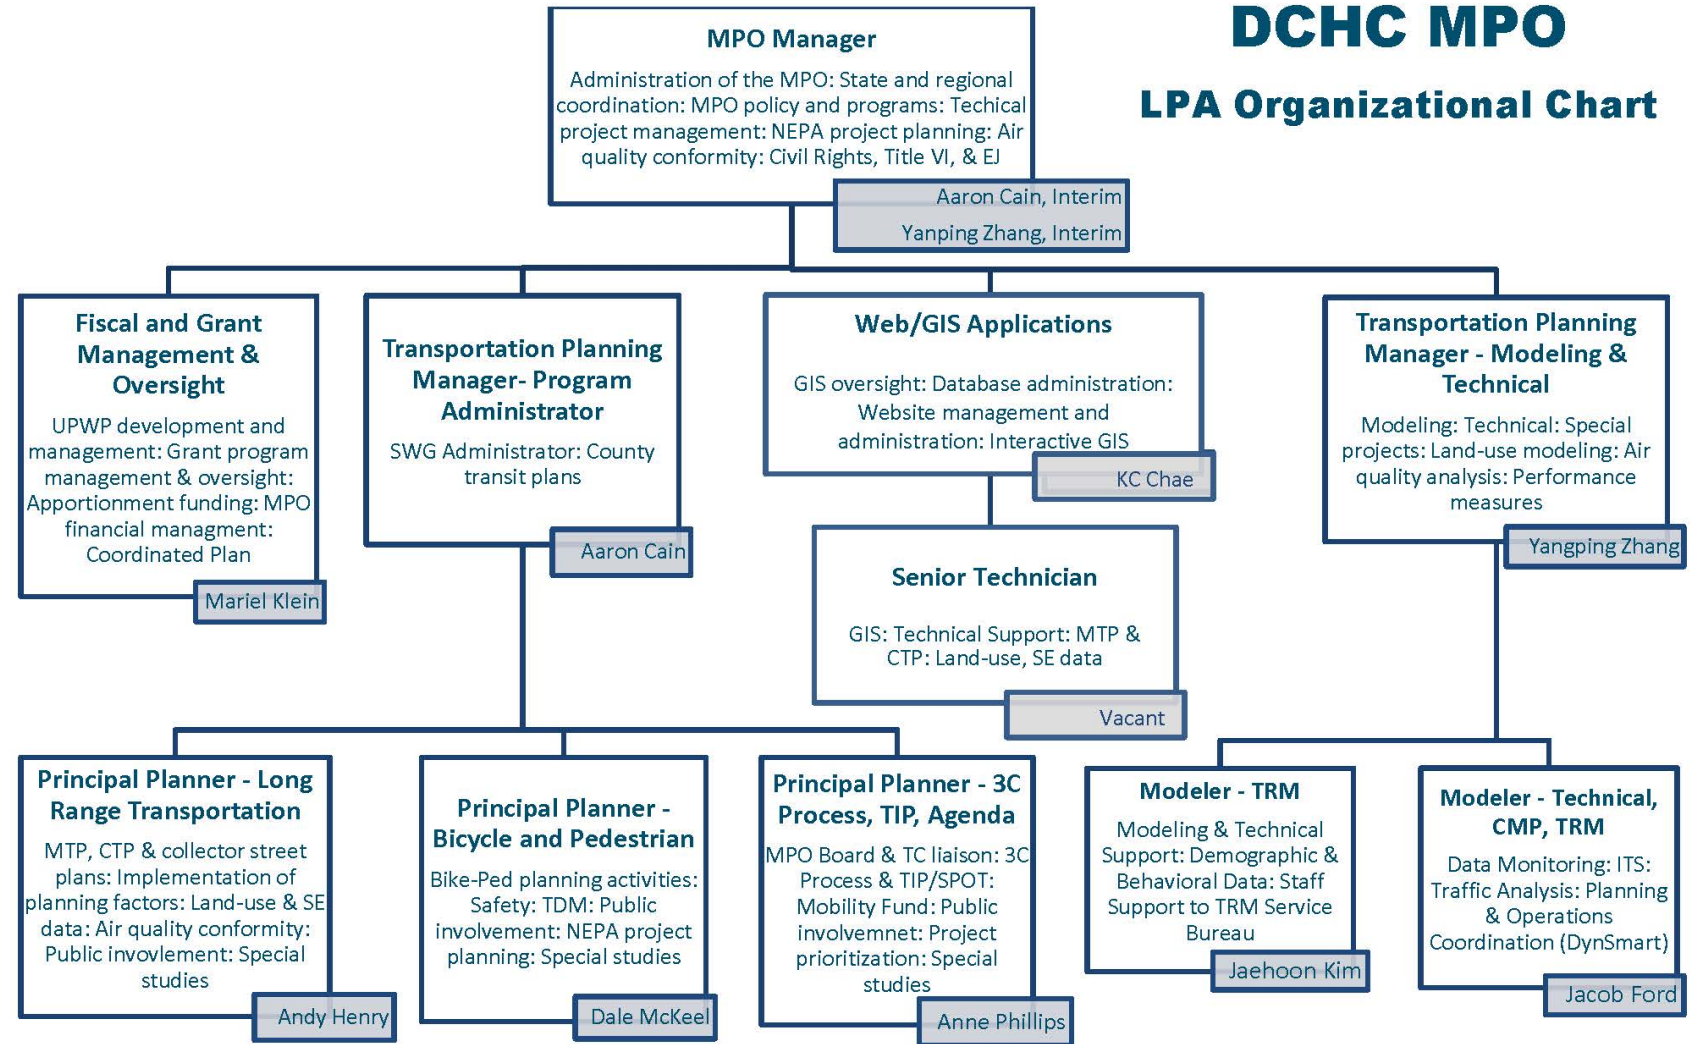 DCHC MPO
LPA Organizational Chart
MPO Manager
Administration of the MPO: State and regional
coordination: MPO policy and programs: Techical
project management: NEPA project planning: Air
quality conformity: Civil Rights, Title VI, & EJ
Aaron Cain, Interim
Yanping Zhang, Interim
Fiscal and Grant
Management &
Oversight
UPWP development and
management: Grant program
management & oversight:
Apportionment funding: MPO
financial managment:
Coordinated Plan
Mariel Klein
Transportation Planning
Manager- Program
Administrator
SWG Administrator: County
transit plans
Aaron Cain
Web/GIS Applications
GIS oversight: Database administration:
Website management and
administration: Interactive GIS
KC Chae
Senior Technician
GIS: Technical Support: MTP &
CTP: Land-use, SE data
Vacant
Transportation Planning
Manager - Modeling &
Technical
Modeling: Technical: Special
projects: Land-use modeling: Air
quality analysis: Performance
measures
Yangping Zhang
Principal Planner - Long
Range Transportation
MTP, CTP & collector street
plans: Implementation of
planning factors: Land-use & SE
data: Air quality conformity:
Public invovlement: Special
studies
Andy Henry
Principal Planner -
Bicycle and Pedestrian
Bike-Ped planning activities:
Safety: TDM: Public
involvement: NEPA project
planning: Special studies
Dale McKeel
Principal Planner - 3C
Process, TIP, Agenda
MPO Board & TC liaison: 3C
Process & TIP/SPOT:
Mobility Fund: Public
involvemnet: Project
prioritization: Special
studies
Anne Phillips
Modeler - TRM
Modeling & Technical
Support: Demographic &
Behavioral Data: Staff
Support to TRM Service
Bureau
Jaehoon Kim
Modeler - Technical,
CMP, TRM
Data Monitoring: ITS:
Traffic Analysis: Planning
& Operations
Coordination (DynSmart)
Jacob Ford